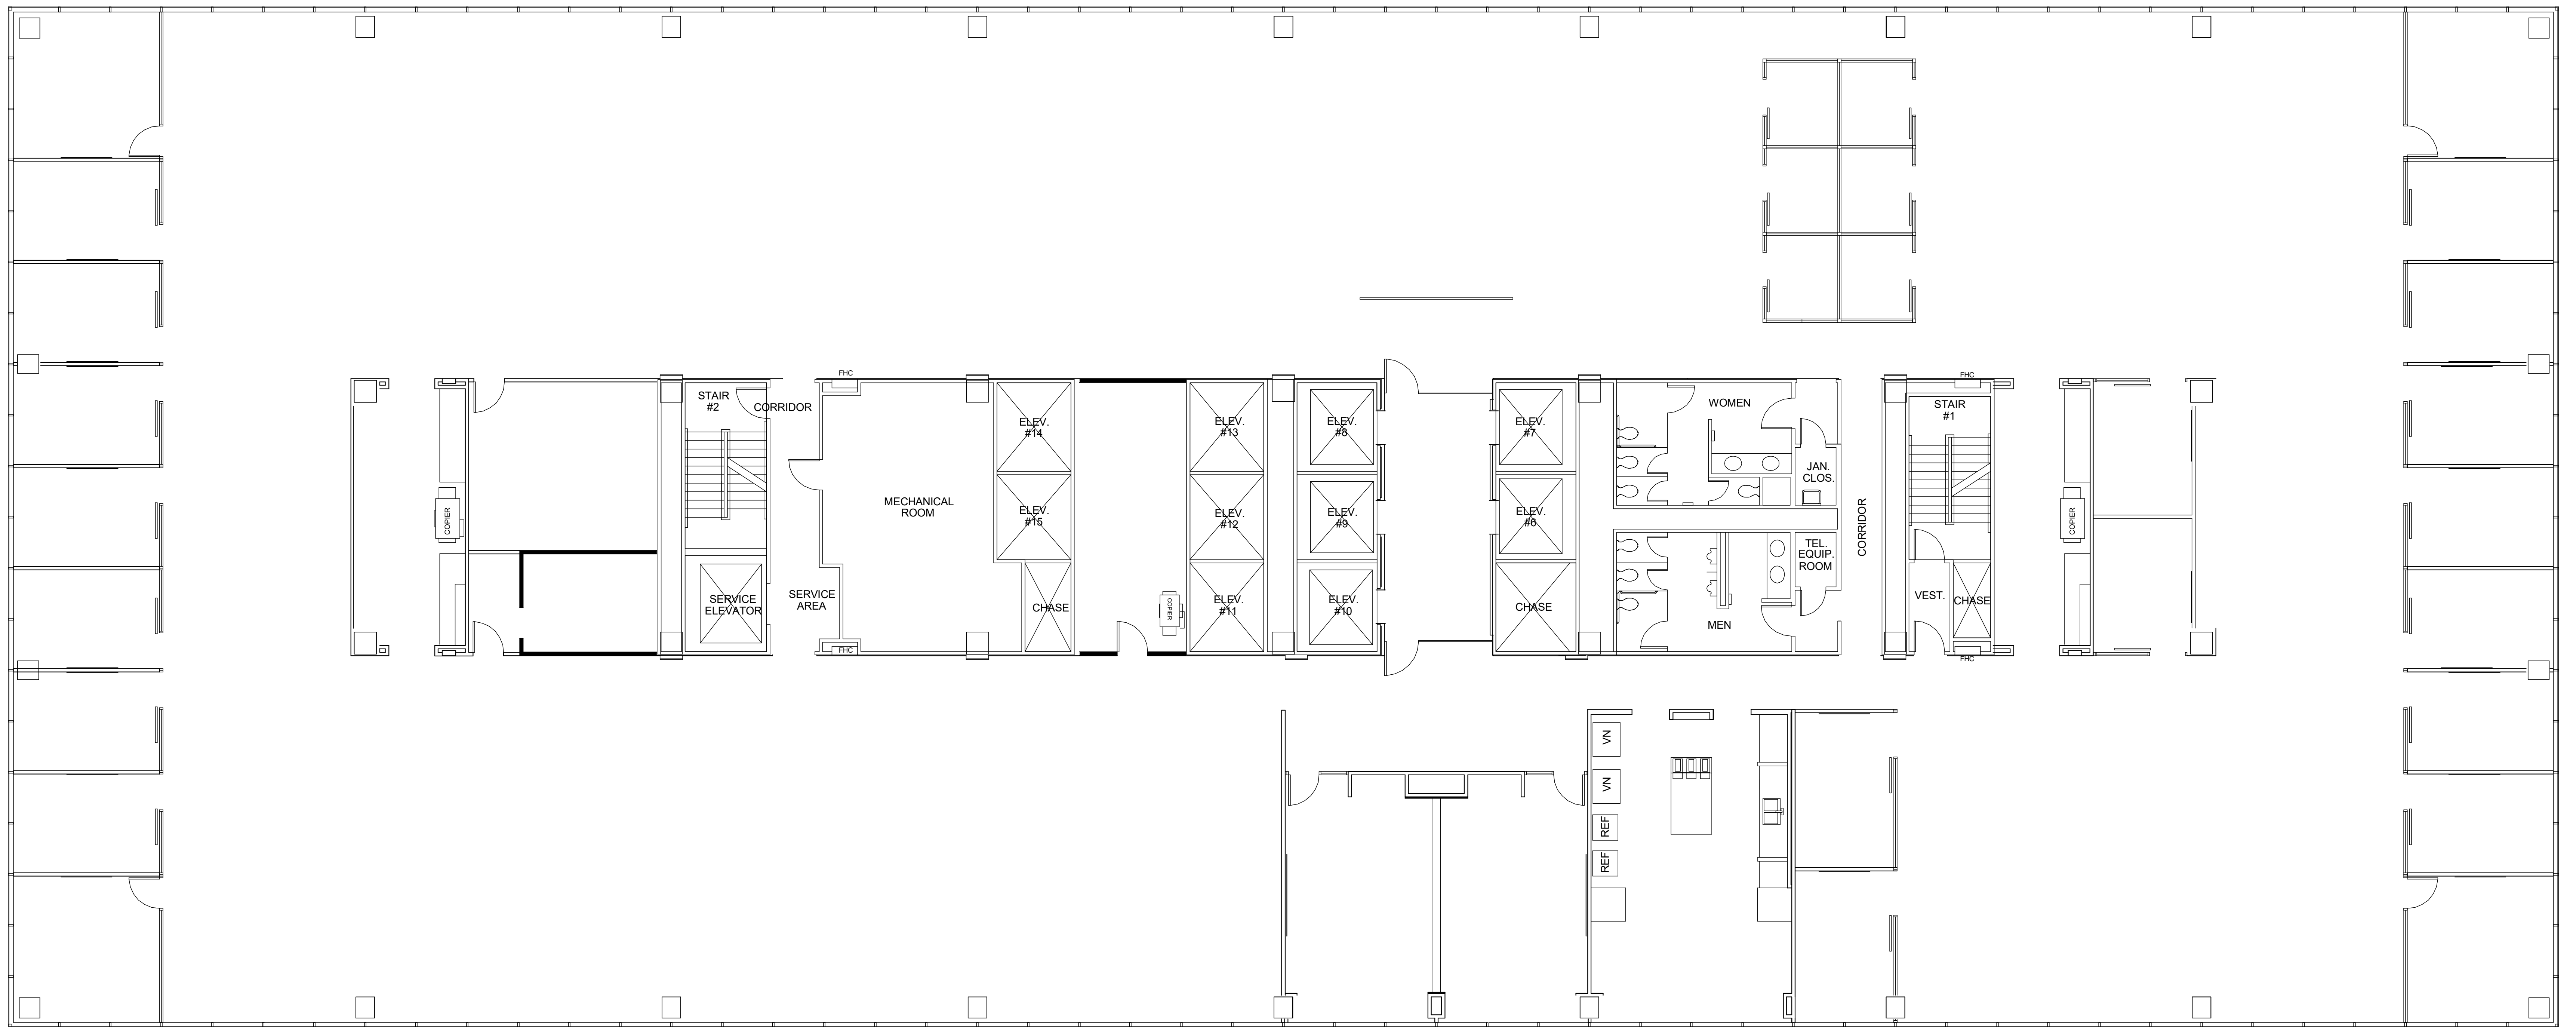 FHC
STAIR
#2
CORRIDOR
ELEV.
#14
ELEV.
#13
ELEV.
#8
ELEV.
#7
WOMEN
FHC
STAIR
#1
JAN.
CLOS.
COPIER
MECHANICAL
ROOM
ELEV.
#15
ELEV.
#12
ELEV.
#9
ELEV.
#6
CORRIDOR
COPIER
TEL.
EQUIP.
ROOM
SERVICE
ELEVATOR
SERVICE
AREA
CHASE
COPIER
ELEV.
#11
ELEV.
#10
CHASE
MEN
VEST.
CHASE
FHC
FHC
VN
VN
REF
REF